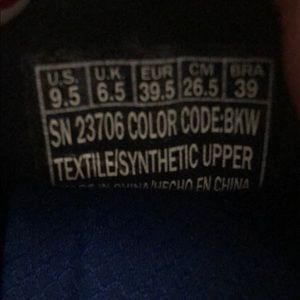 U.S. U.K. EUR CM BRA
9.5 6.5 39.5 26.5 39
SN 23706 COLOR CODE:BKW
TEXTILE/SYNTHETIC UPPER
MADE IN CHINA/HECHO EN CHINA